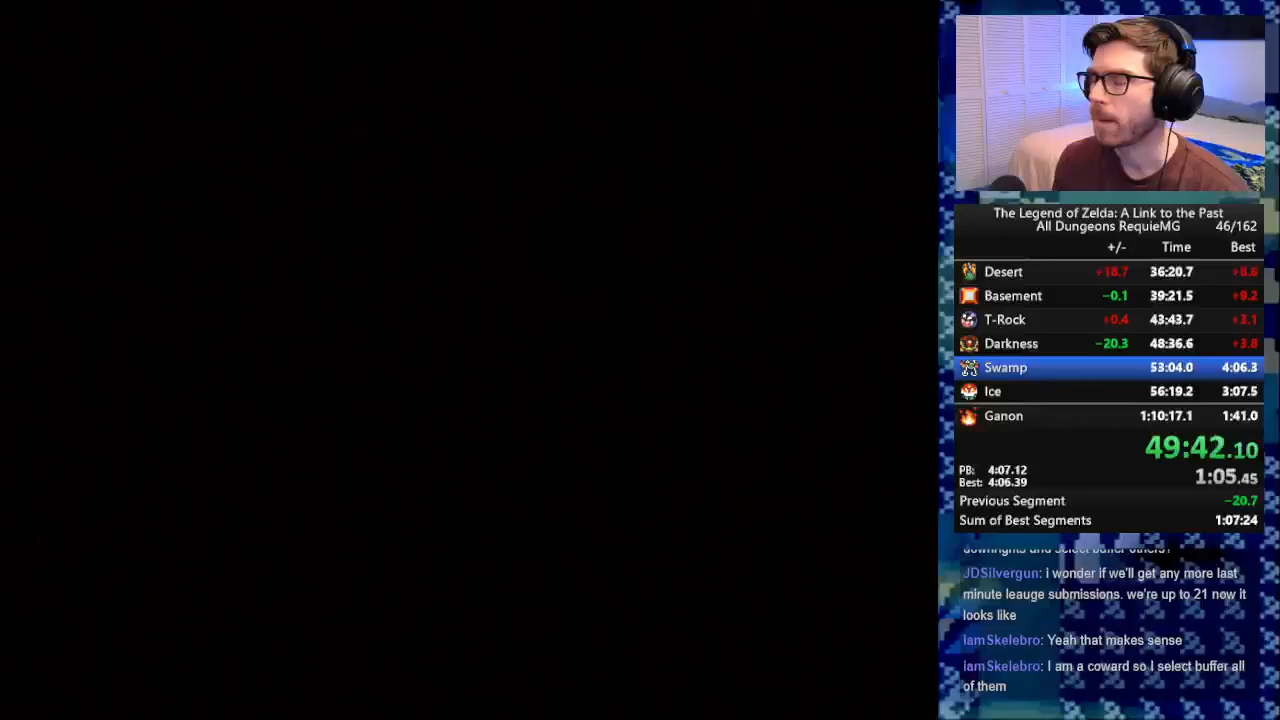 The Legend of Zelda: A Link to the Past
All Dungeons RequieMG 46/162
+/- Time Best
Desert +18.7 36:20.7 +8.6
Basement −0.1 39:21.5 +9.2
T-Rock +0.4 43:43.7 +3.1
Darkness −20.3 48:36.6 +3.8
Swamp 53:04.0 4:06.3
Ice 56:19.2 3:07.5
Ganon 1:10:17.1 1:41.0
49:42.10
PB: 4:07.12
Best: 4:06.39
1:05.45
Previous Segment −20.7
Sum of Best Segments 1:07:24
downrights and select buffer others?
JDSilvergun: i wonder if we'll get any more last
minute leauge submissions. we're up to 21 now it
looks like
iamSkelebro: Yeah that makes sense
iamSkelebro: I am a coward so I select buffer all
of them